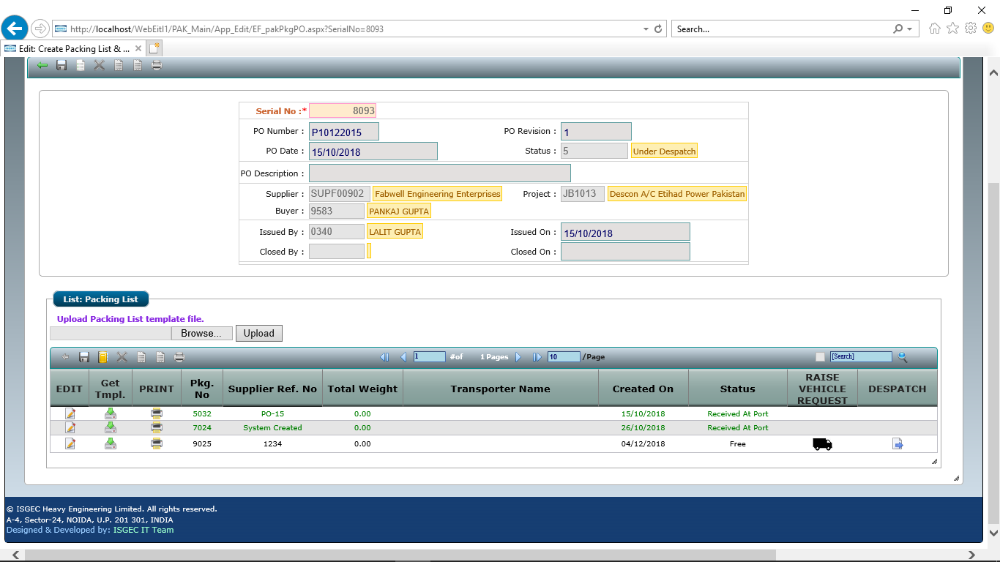 http://localhost/WebEitl1/PAK_Main/App_Edit/EF_pakPkgPO.aspx?SerialNo=8093
Search...
Edit: Create Packing List & ...
Serial No :* 8093
PO Number : P10122015 PO Revision : 1
PO Date : 15/10/2018 Status : 5 Under Despatch
PO Description :
Supplier : SUPF00902 Fabwell Engineering Enterprises Project : JB1013 Descon A/C Etihad Power Pakistan
Buyer : 9583 PANKAJ GUPTA
Issued By : 0340 LALIT GUPTA Issued On : 15/10/2018
Closed By : Closed On :
List: Packing List
Upload Packing List template file.
Browse... Upload
1 #of 1 Pages 10 /Page [Search]
EDIT Get Tmpl. PRINT Pkg. No Supplier Ref. No Total Weight Transporter Name Created On Status RAISE VEHICLE REQUEST DESPATCH
5032 PO-15 0.00 15/10/2018 Received At Port
7024 System Created 0.00 26/10/2018 Received At Port
9025 1234 0.00 04/12/2018 Free
© ISGEC Heavy Engineering Limited. All rights reserved.
A-4, Sector-24, NOIDA, U.P. 201 301, INDIA
Designed & Developed by: ISGEC IT Team